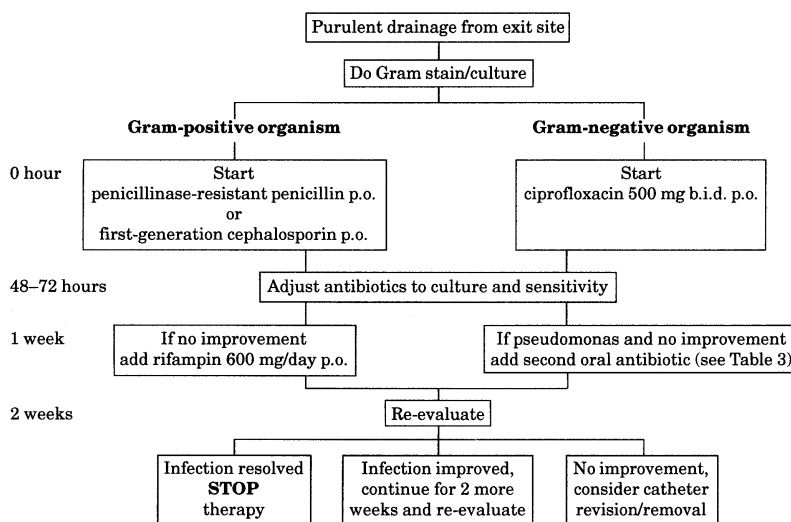 Purulent drainage from exit site
Do Gram stain/culture
Gram-positive organism
Gram-negative organism
0 hour
Start
penicillinase-resistant penicillin p.o.
or
first-generation cephalosporin p.o.
Start
ciprofloxacin 500 mg b.i.d. p.o.
48–72 hours
Adjust antibiotics to culture and sensitivity
1 week
If no improvement
add rifampin 600 mg/day p.o.
If pseudomonas and no improvement
add second oral antibiotic (see Table 3)
2 weeks
Re-evaluate
Infection resolved
STOP
therapy
Infection improved,
continue for 2 more
weeks and re-evaluate
No improvement,
consider catheter
revision/removal